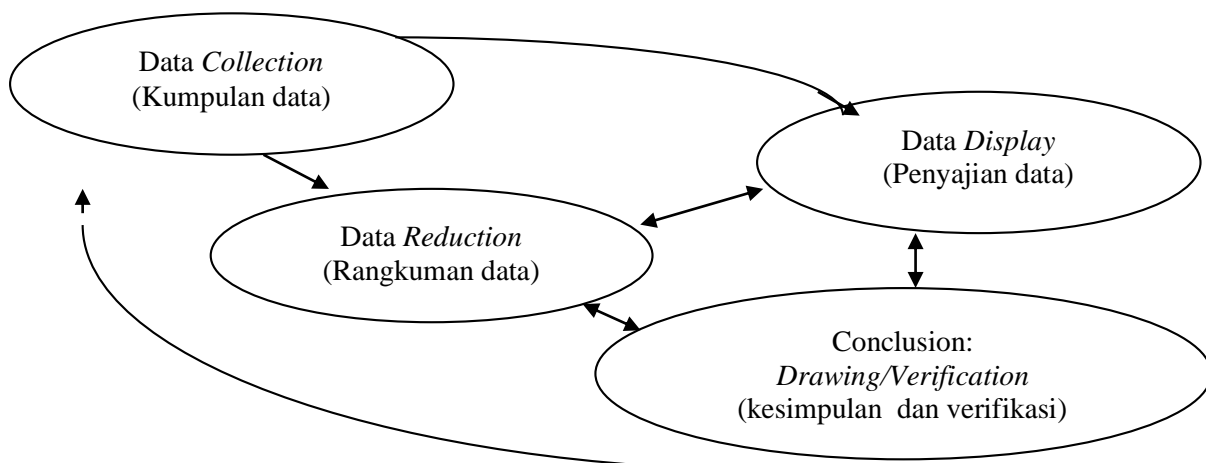 Data Collection
(Kumpulan data)
Data Display
(Penyajian data)
Data Reduction
(Rangkuman data)
Conclusion:
Drawing/Verification
(kesimpulan dan verifikasi)